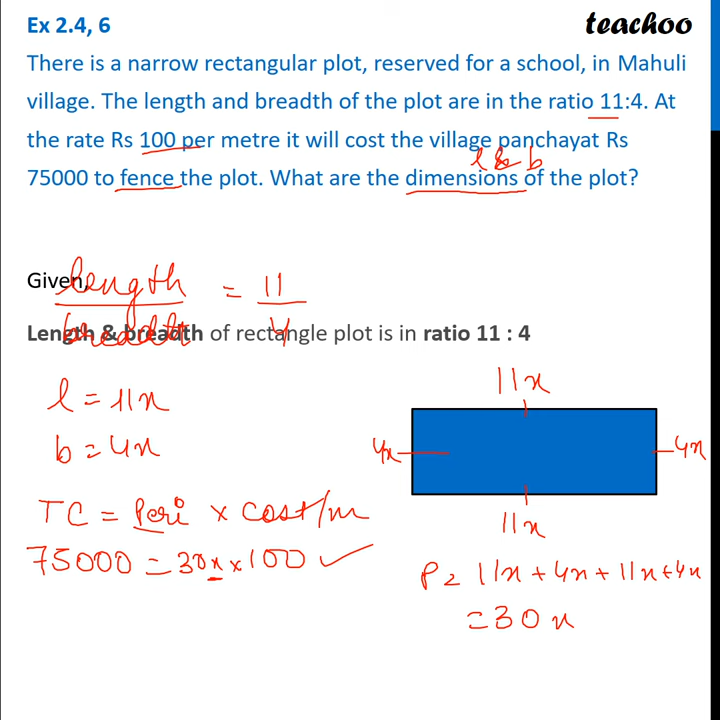 Ex 2.4, 6
teachoo
There is a narrow rectangular plot, reserved for a school, in Mahuli
village. The length and breadth of the plot are in the ratio 11:4. At
the rate Rs 100 per metre it will cost the village panchayat Rs
l & b
75000 to fence the plot. What are the dimensions of the plot?
Given,
length = 11
breadth 4
Length & breadth of rectangle plot is in ratio 11 : 4
l = 11x
b = 4x
11x
4x
4x
11x
TC = Peri × cost/m
75000 = 30x × 100 ✓
P = 11x + 4x + 11x + 4x
= 30x